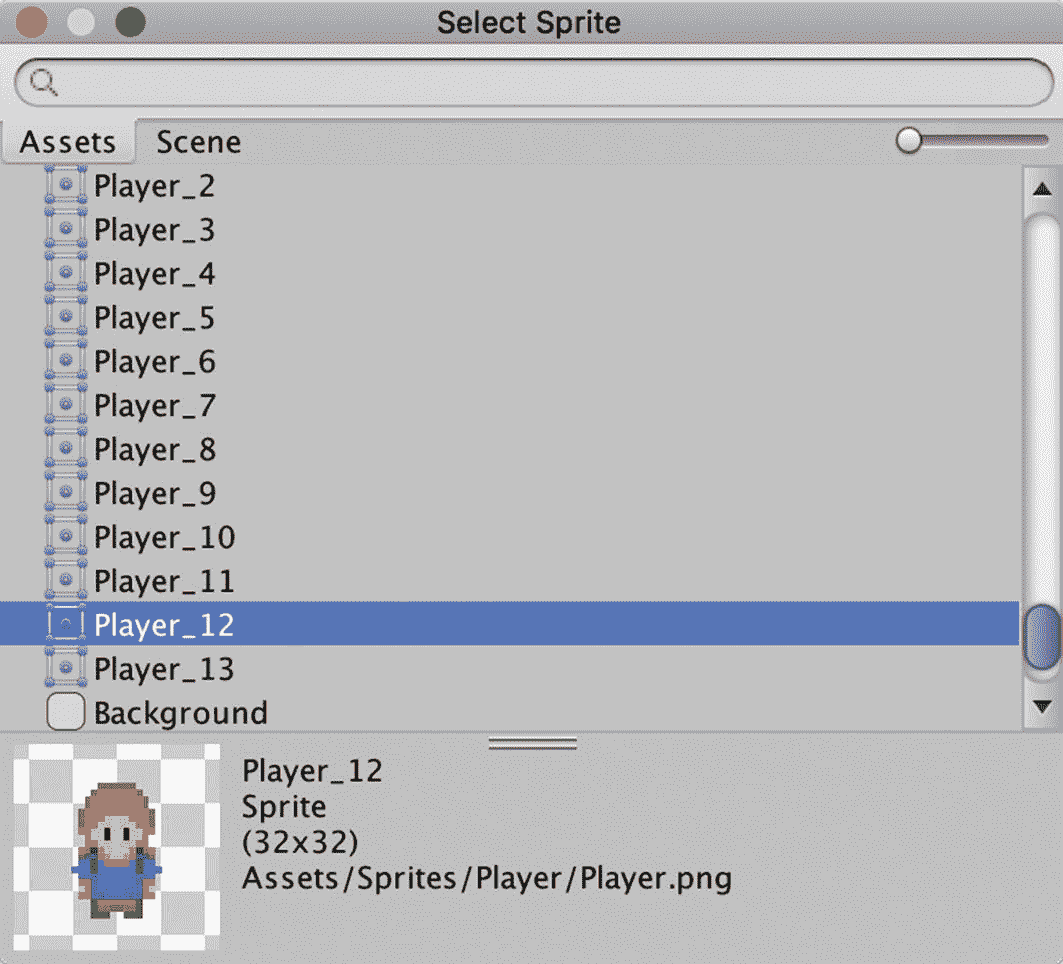 Select Sprite
Assets Scene
Player_2
Player_3
Player_4
Player_5
Player_6
Player_7
Player_8
Player_9
Player_10
Player_11
Player_12
Player_13
Background
Player_12
Sprite
(32x32)
Assets/Sprites/Player/Player.png